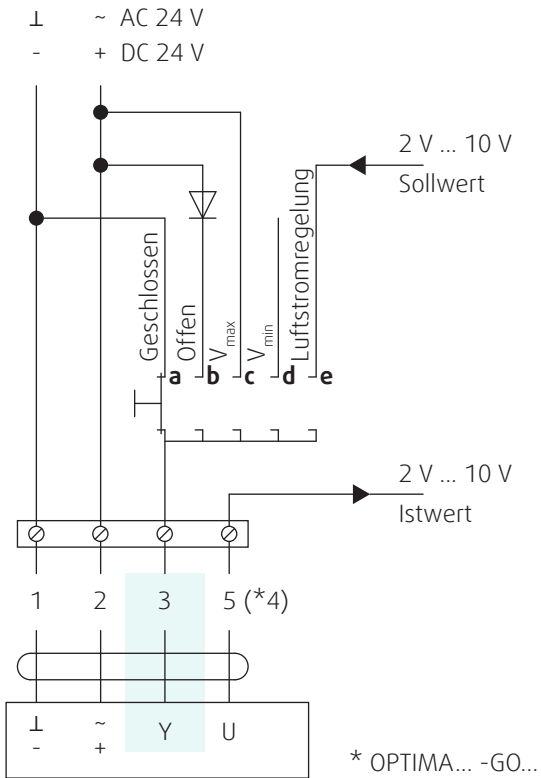 ⊥ ~ AC 24 V
- + DC 24 V
2 V ... 10 V
Sollwert
Geschlossen
Offen
Vmax
Vmin
Luftstromregelung
a b c d e
2 V ... 10 V
Istwert
1 2 3 5 (*4)
⊥ ~ Y U
- +
* OPTIMA... -GO...